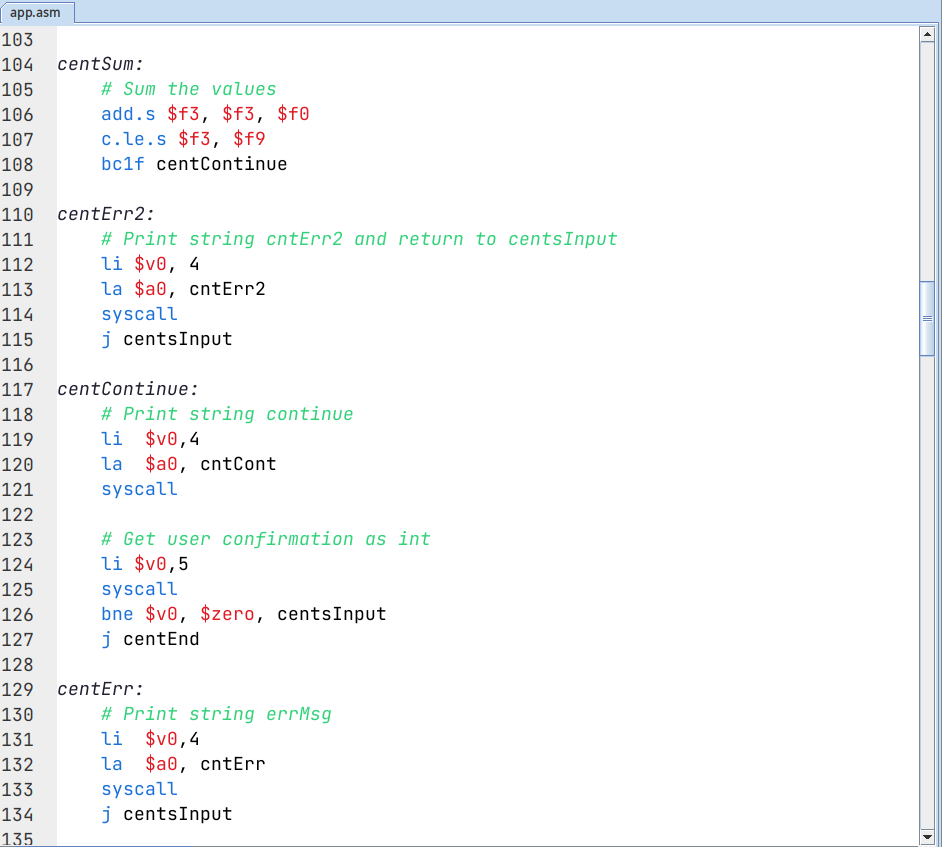 app.asm
103
104 centSum:
105 # Sum the values
106 add.s $f3, $f3, $f0
107 c.le.s $f3, $f9
108 bc1f centContinue
109
110 centErr2:
111 # Print string cntErr2 and return to centsInput
112 li $v0, 4
113 la $a0, cntErr2
114 syscall
115 j centsInput
116
117 centContinue:
118 # Print string continue
119 li  $v0,4
120 la  $a0, cntCont
121 syscall
122
123 # Get user confirmation as int
124 li $v0,5
125 syscall
126 bne $v0, $zero, centsInput
127 j centEnd
128
129 centErr:
130 # Print string errMsg
131 li  $v0,4
132 la  $a0, cntErr
133 syscall
134 j centsInput
135